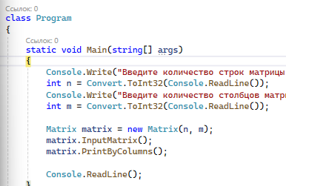 Ссылок: 0
class Program
{
Ссылок: 0
static void Main(string[] args)
{
Console.Write("Введите количество строк матрицы
int n = Convert.ToInt32(Console.ReadLine());
Console.Write("Введите количество столбцов матр
int m = Convert.ToInt32(Console.ReadLine());
Matrix matrix = new Matrix(n, m);
matrix.InputMatrix();
matrix.PrintByColumns();
Console.ReadLine();
}